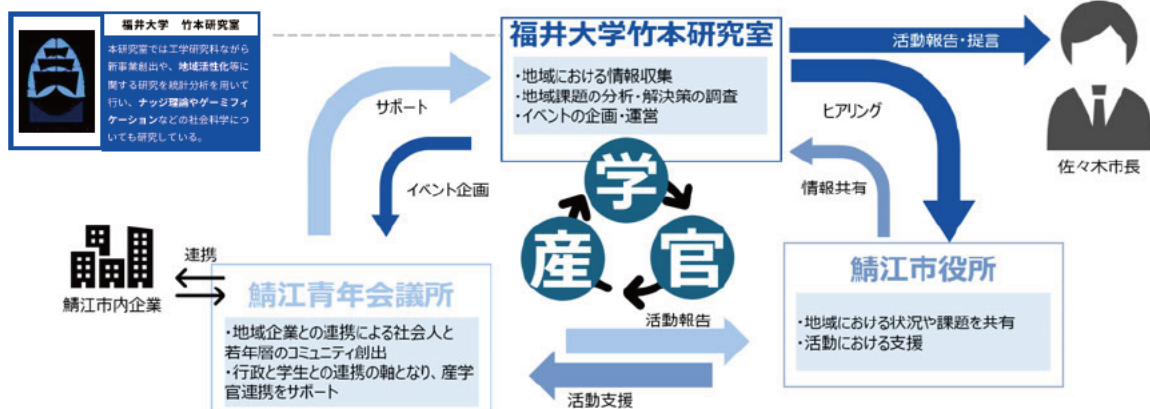 福井大学 竹本研究室
本研究室では工学研究科ながら
新事業創出や、地域活性化等に
関する研究を統計分析を用いて
行い、ナッジ理論やゲーミフィ
ケーションなどの社会科学につ
いても研究している。
福井大学竹本研究室
・地域における情報収集
・地域課題の分析・解決策の調査
・イベントの企画・運営
活動報告・提言
佐々木市長
サポート
イベント企画
ヒアリング
情報共有
学
産
官
連携
鯖江市内企業
鯖江青年会議所
・地域企業との連携による社会人と
若年層のコミュニティ創出
・行政と学生との連携の軸となり、産学
官連携をサポート
活動報告
活動支援
鯖江市役所
・地域における状況や課題を共有
・活動における支援